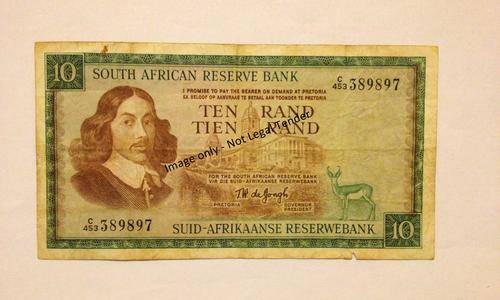 10
SOUTH AFRICAN RESERVE BANK
C/453 389897
I PROMISE TO PAY THE BEARER ON DEMAND AT PRETORIA
EK BELOOF OP AANVRAGE TE BETAAL AAN TOONDER TE PRETORIA
TEN RAND
TIEN RAND
Image only - Not Legal Tender
FOR THE SOUTH AFRICAN RESERVE BANK
VIR DIE SUID-AFRIKAANSE RESERWEBANK
TW de Jongh
PRETORIA
GOVERNOR
PRESIDENT
C/453 389897
SUID-AFRIKAANSE RESERWEBANK
10